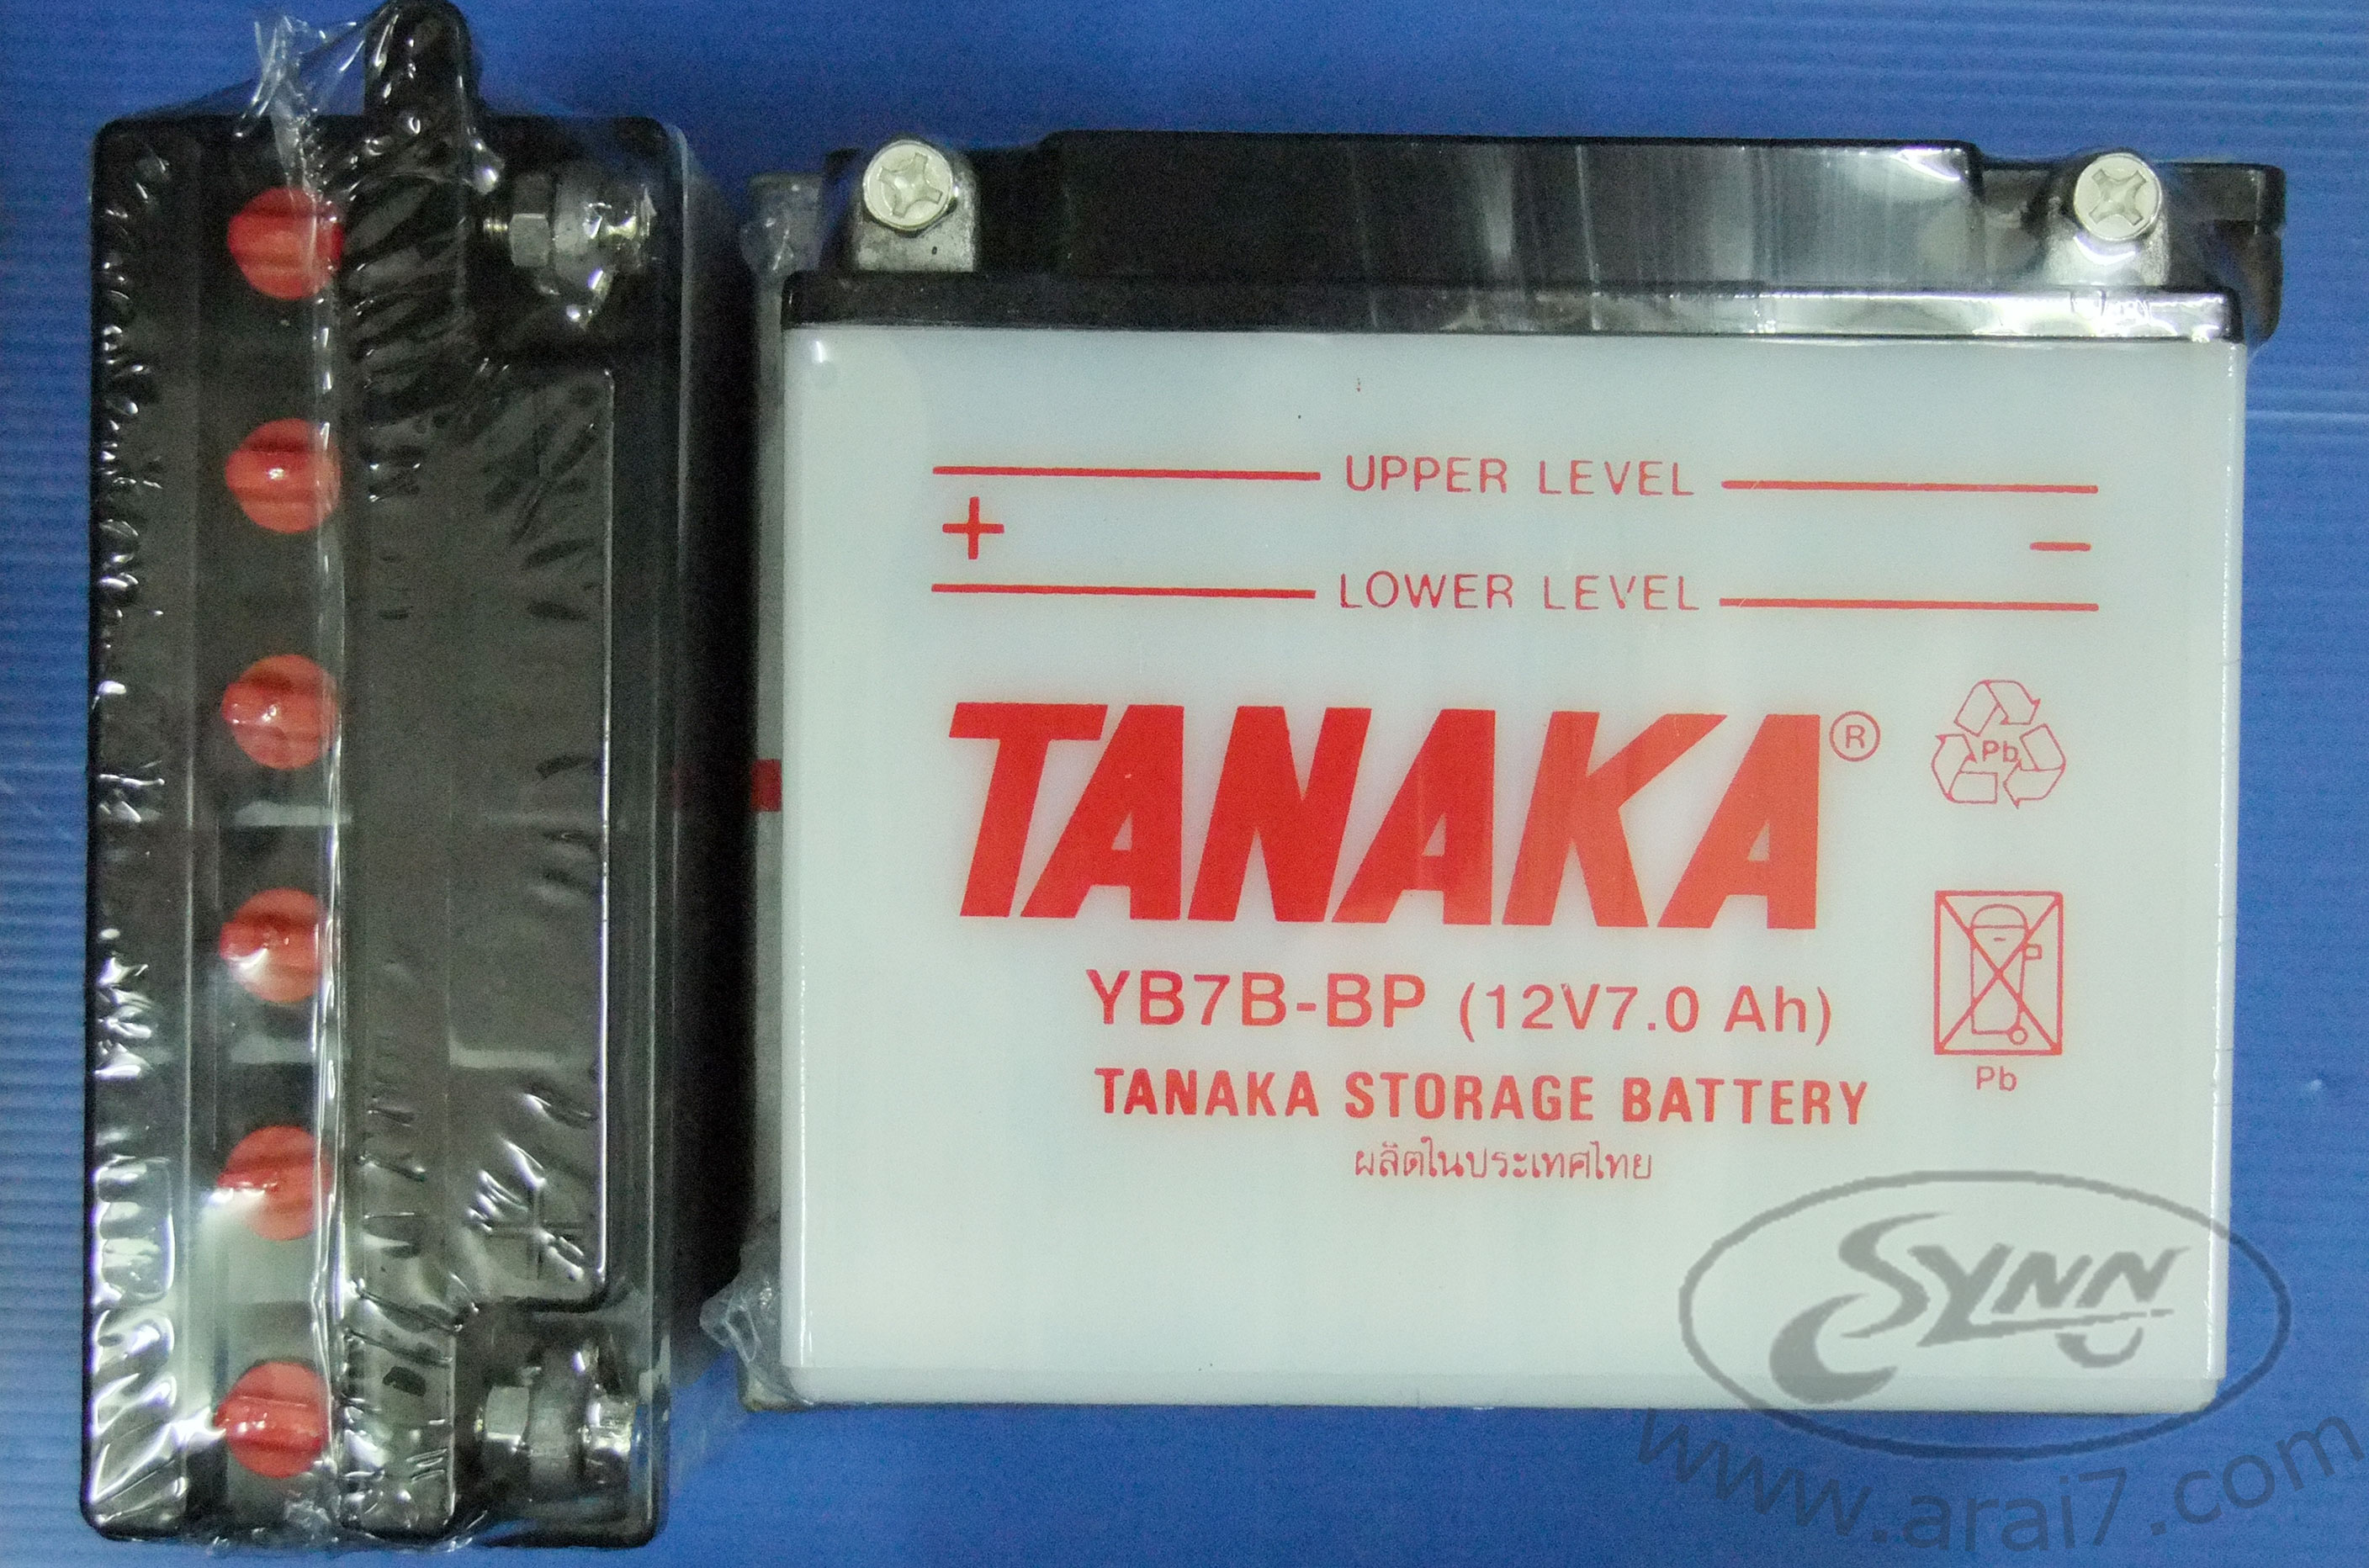 UPPER LEVEL
+ −
LOWER LEVEL
TANAKA®
Pb
YB7B-BP (12V7.0 Ah)
Pb
TANAKA STORAGE BATTERY
ผลิตในประเทศไทย
SYNN
www.arai7.com